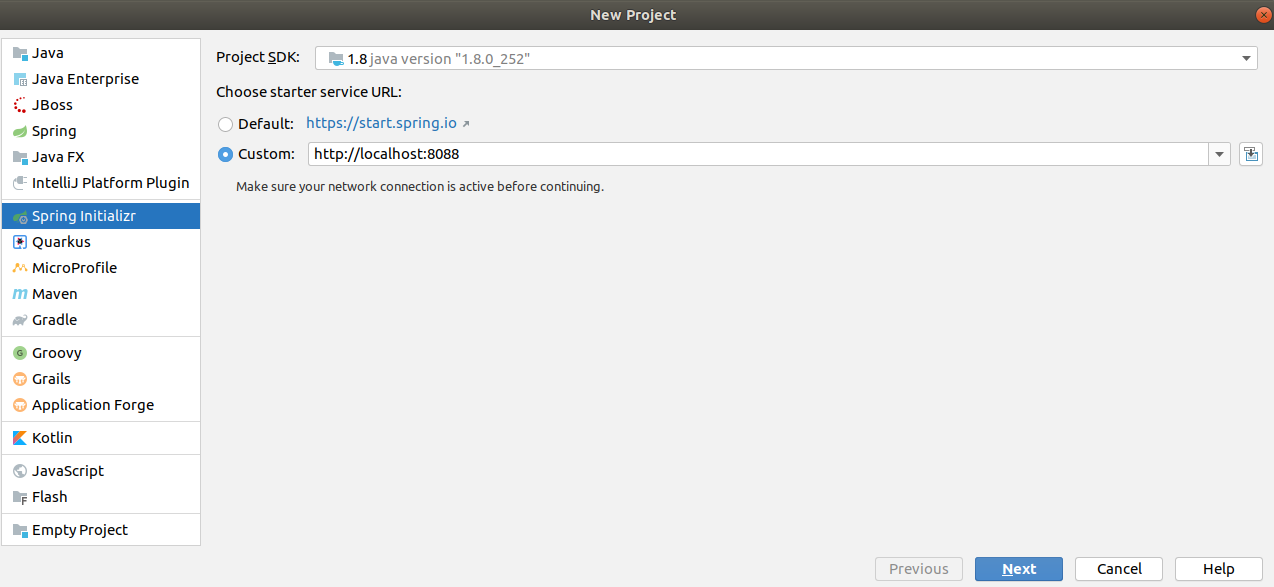 New Project
Java
Java Enterprise
JBoss
Spring
Java FX
IntelliJ Platform Plugin
Spring Initializr
Quarkus
MicroProfile
Maven
Gradle
Groovy
Grails
Application Forge
Kotlin
JavaScript
Flash
Empty Project
Project SDK: 1.8 java version "1.8.0_252"
Choose starter service URL:
Default: https://start.spring.io
Custom: http://localhost:8088
Make sure your network connection is active before continuing.
Previous Next Cancel Help